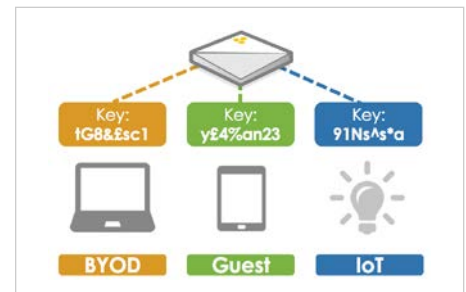 Key:
tG8&£sc1
Key:
y£4%an23
Key:
91Ns^s*a
BYOD
Guest
IoT